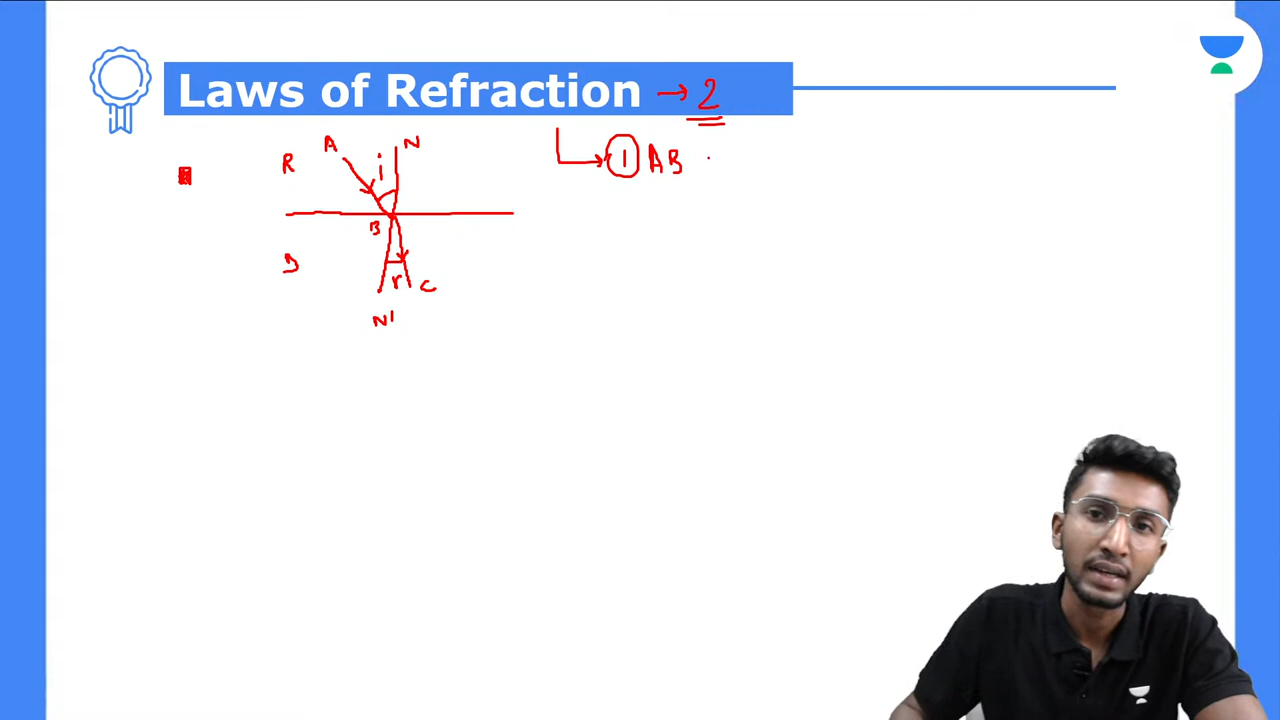 Laws of Refraction → 2
A N
R i
① AB
B
D
r C
N'